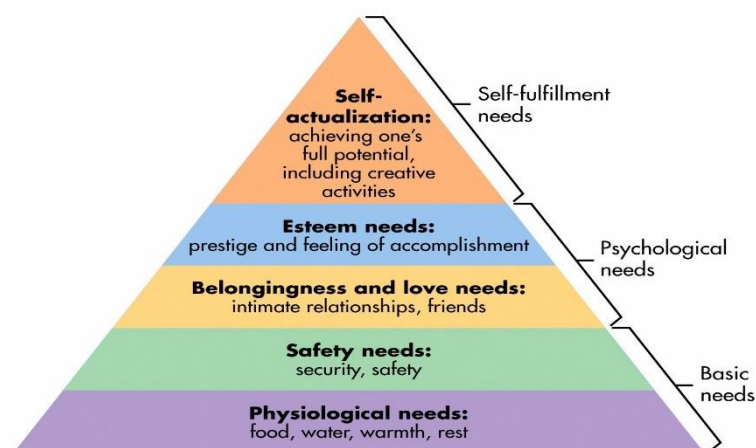 Self-
actualization:
achieving one's
full potential,
including creative
activities
Self-fulfillment
needs
Esteem needs:
prestige and feeling of accomplishment
Psychological
needs
Belongingness and love needs:
intimate relationships, friends
Safety needs:
security, safety
Basic
needs
Physiological needs:
food, water, warmth, rest